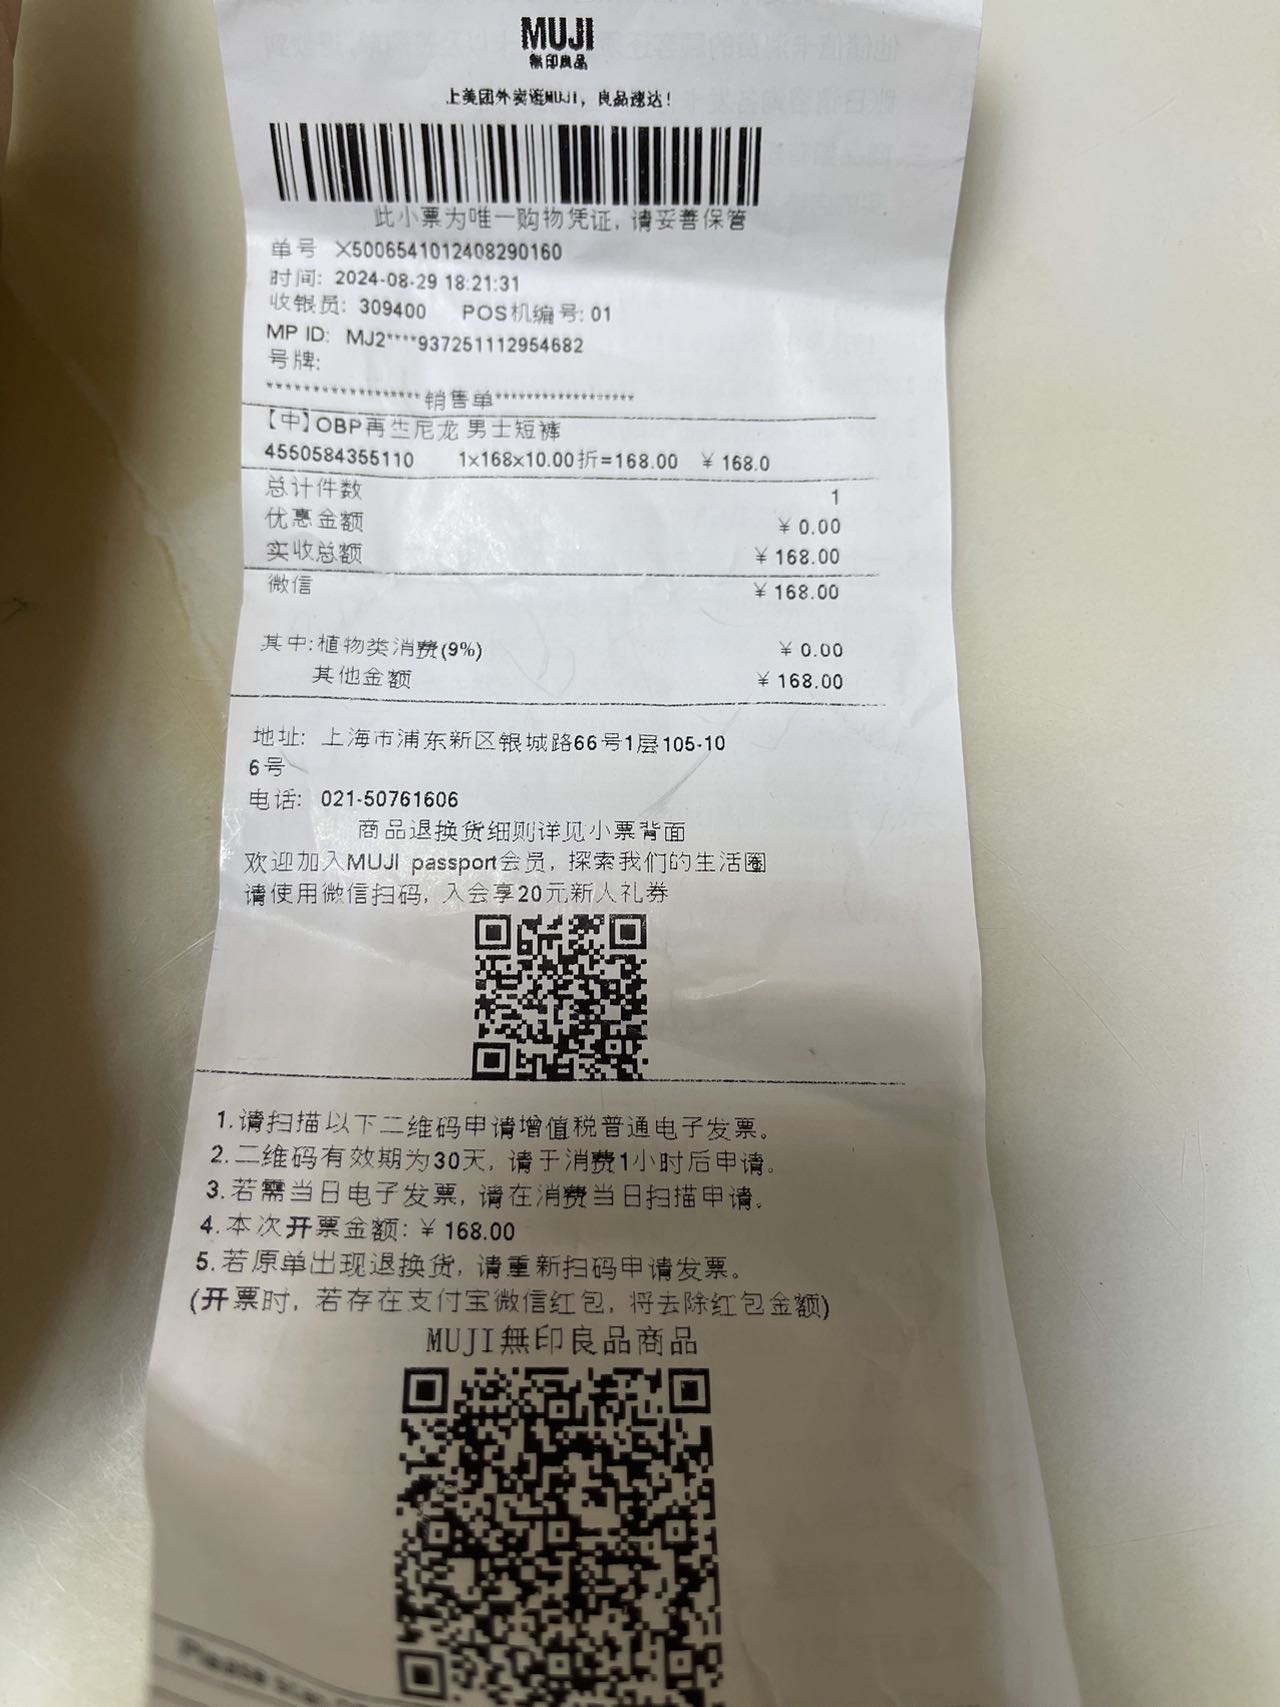 MUJI
無印良品
上美团外卖逛MUJI，良品速达！
此小票为唯一购物凭证，请妥善保管
单号 X5006541012408290160
时间: 2024-08-29 18:21:31
收银员: 309400 POS机编号: 01
MP ID: MJ2****937251112954682
号牌:
******************销售单******************
【中】OBP再生尼龙 男士短裤
4550584355110 1x168x10.00折=168.00 ￥168.0
总计件数 1
优惠金额 ￥0.00
实收总额 ￥168.00
微信 ￥168.00
其中:植物类消费(9%) ￥0.00
其他金额 ￥168.00
地址: 上海市浦东新区银城路66号1层105-10
6号
电话: 021-50761606
商品退换货细则详见小票背面
欢迎加入MUJI passport会员，探索我们的生活圈
请使用微信扫码，入会享20元新人礼券
1.请扫描以下二维码申请增值税普通电子发票。
2.二维码有效期为30天，请于消费1小时后申请。
3.若需当日电子发票，请在消费当日扫描申请。
4.本次开票金额: ￥168.00
5.若原单出现退换货，请重新扫码申请发票。
(开票时，若存在支付宝微信红包，将去除红包金额)
MUJI無印良品商品
Please scan